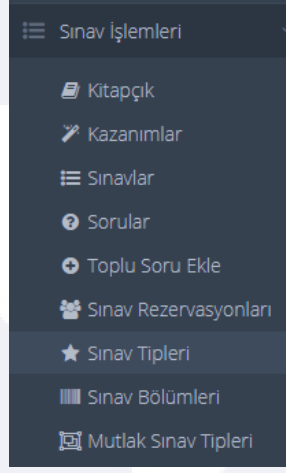 Sınav İşlemleri
Kitapçık
Kazanımlar
Sınavlar
Sorular
Toplu Soru Ekle
Sınav Rezervasyonları
Sınav Tipleri
Sınav Bölümleri
Mutlak Sınav Tipleri